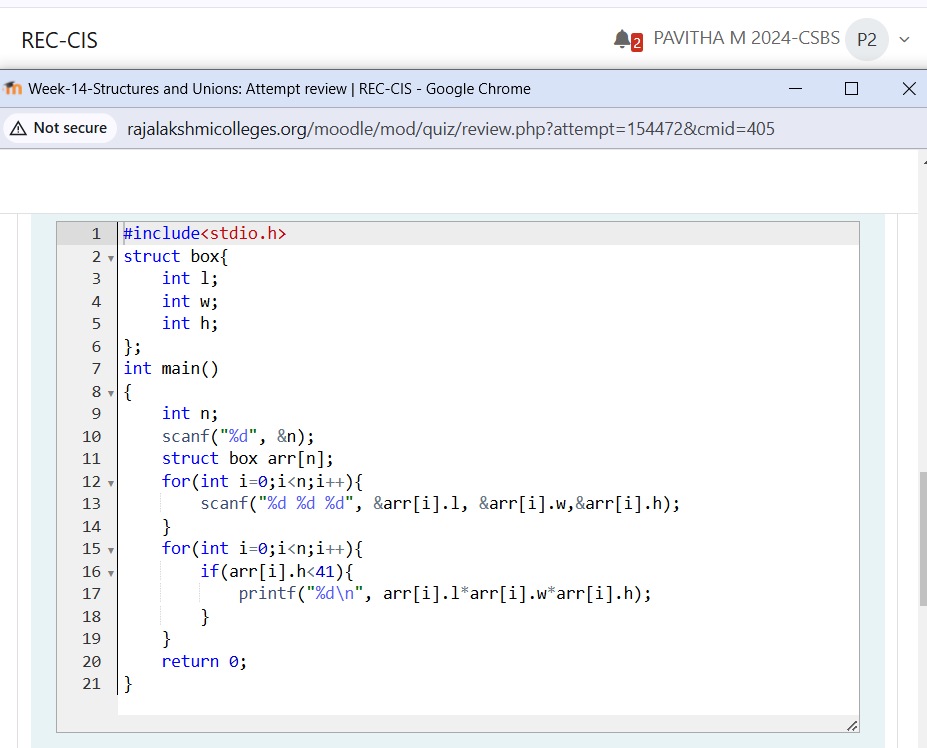 REC-CIS
2 PAVITHA M 2024-CSBS P2
Week-14-Structures and Unions: Attempt review | REC-CIS - Google Chrome
Not secure rajalakshmicolleges.org/moodle/mod/quiz/review.php?attempt=154472&cmid=405
1 #include<stdio.h>
2 struct box{
3     int l;
4     int w;
5     int h;
6 };
7 int main()
8 {
9     int n;
10     scanf("%d", &n);
11     struct box arr[n];
12     for(int i=0;i<n;i++){
13         scanf("%d %d %d", &arr[i].l, &arr[i].w,&arr[i].h);
14     }
15     for(int i=0;i<n;i++){
16         if(arr[i].h<41){
17             printf("%d\n", arr[i].l*arr[i].w*arr[i].h);
18         }
19     }
20     return 0;
21 }